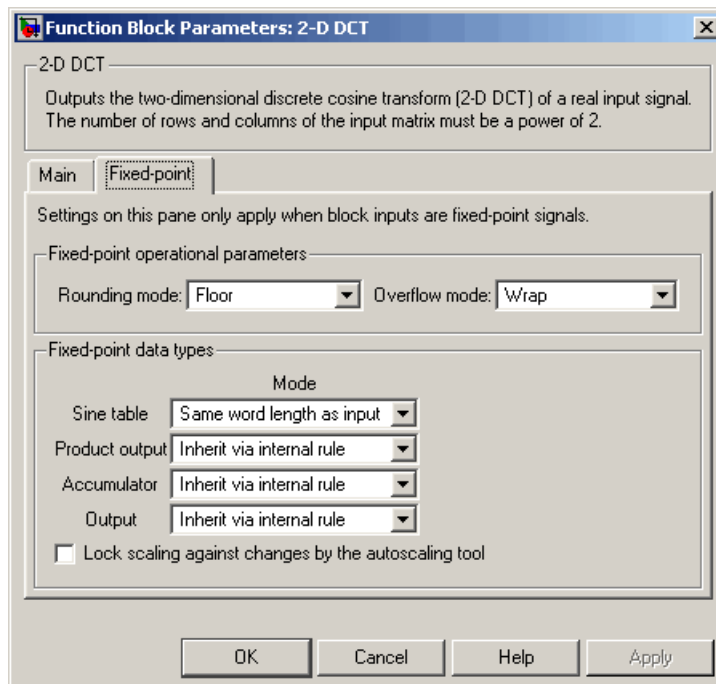 Function Block Parameters: 2-D DCT
2-D DCT
Outputs the two-dimensional discrete cosine transform (2-D DCT) of a real input signal.
The number of rows and columns of the input matrix must be a power of 2.
Main Fixed-point
Settings on this pane only apply when block inputs are fixed-point signals.
Fixed-point operational parameters
Rounding mode: Floor Overflow mode: Wrap
Fixed-point data types
Mode
Sine table Same word length as input
Product output Inherit via internal rule
Accumulator Inherit via internal rule
Output Inherit via internal rule
Lock scaling against changes by the autoscaling tool
OK Cancel Help Apply